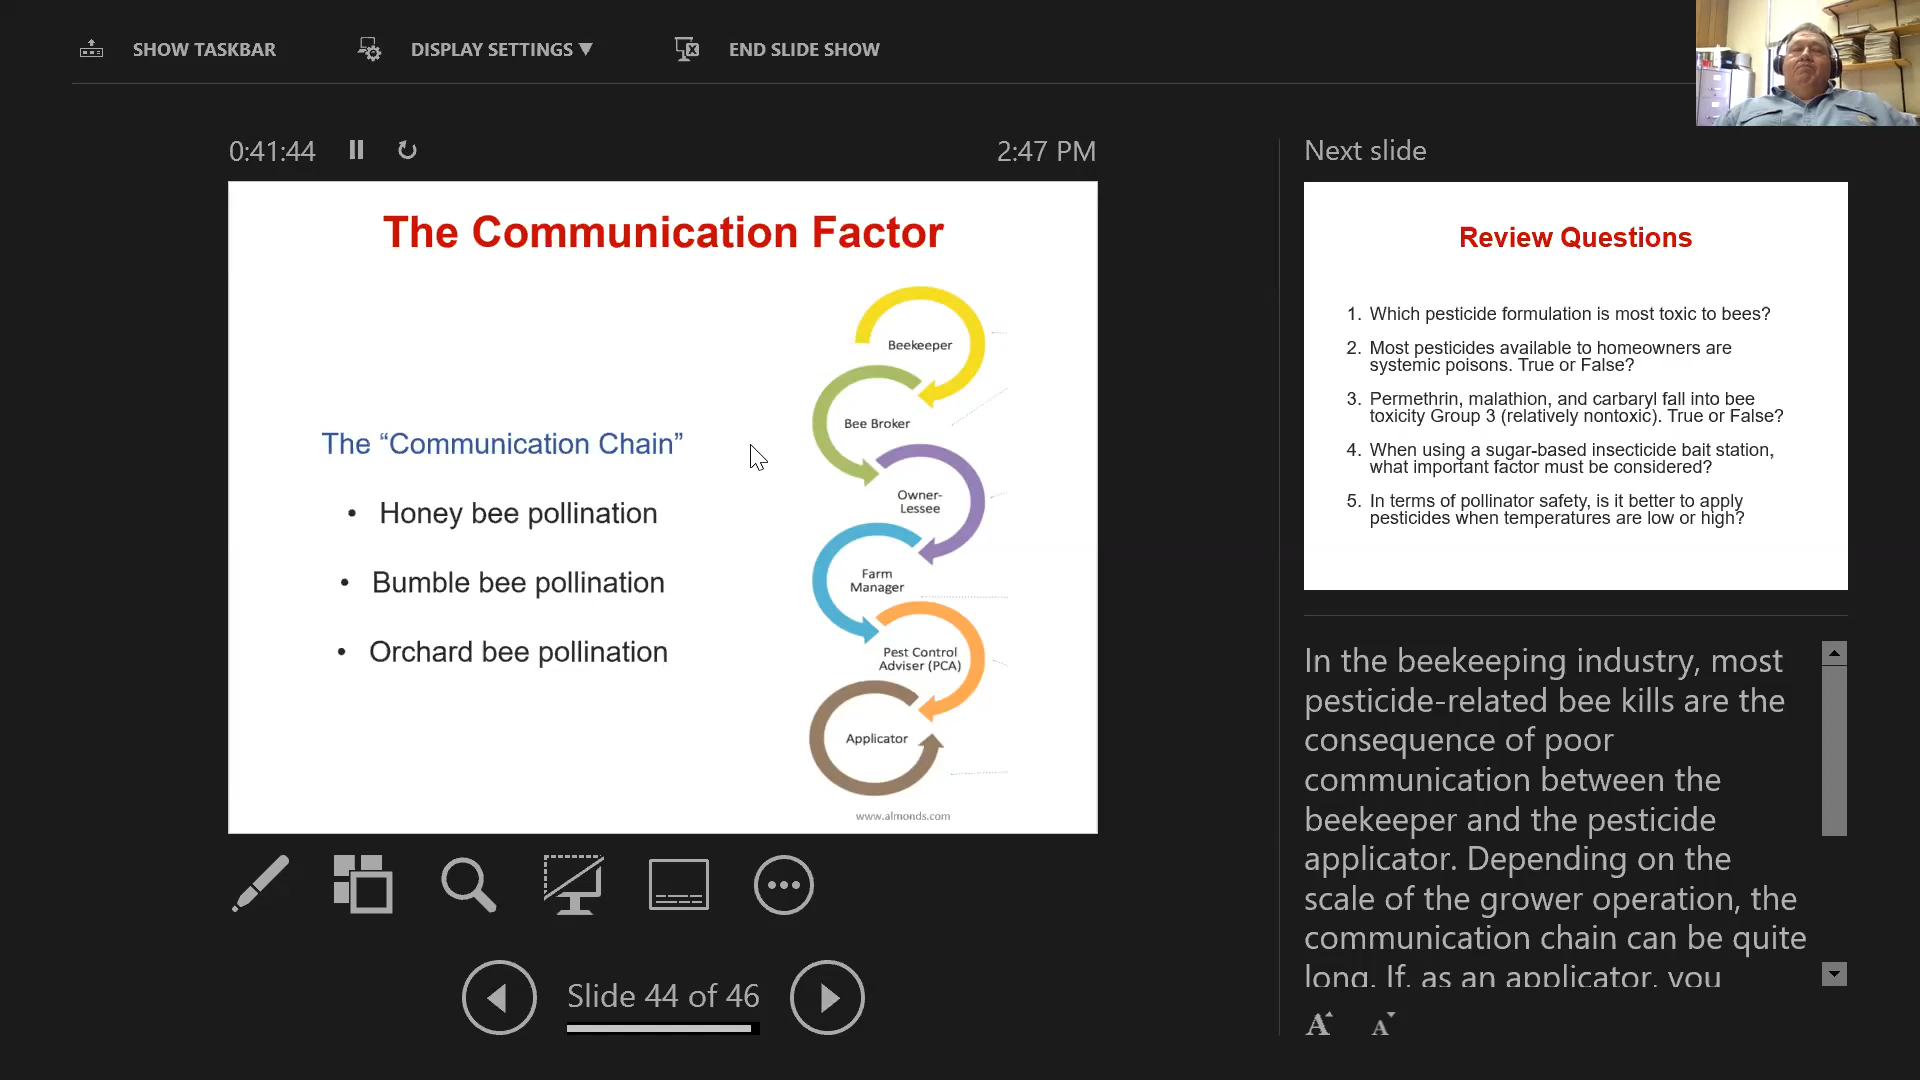 SHOW TASKBAR
DISPLAY SETTINGS ▼
END SLIDE SHOW
0:41:44
2:47 PM
The Communication Factor
The “Communication Chain”
• Honey bee pollination
• Bumble bee pollination
• Orchard bee pollination
Beekeeper
Bee Broker
Owner-
Lessee
Farm
Manager
Pest Control
Adviser (PCA)
Applicator
www.almonds.com
Slide 44 of 46
Next slide
Review Questions
1. Which pesticide formulation is most toxic to bees?
2. Most pesticides available to homeowners are
systemic poisons. True or False?
3. Permethrin, malathion, and carbaryl fall into bee
toxicity Group 3 (relatively nontoxic). True or False?
4. When using a sugar-based insecticide bait station,
what important factor must be considered?
5. In terms of pollinator safety, is it better to apply
pesticides when temperatures are low or high?
In the beekeeping industry, most
pesticide-related bee kills are the
consequence of poor
communication between the
beekeeper and the pesticide
applicator. Depending on the
scale of the grower operation, the
communication chain can be quite
long. If, as an applicator, you
A A